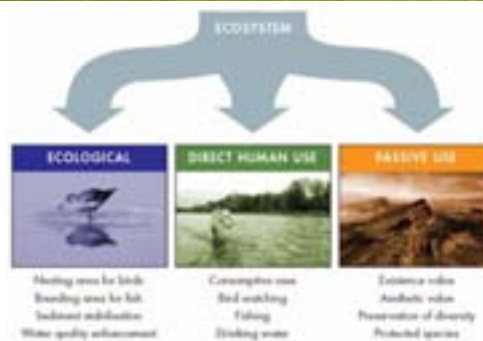 ECOSYSTEM
ECOLOGICAL
Nesting area for birds
Breeding area for fish
Sediment stabilisation
Water quality enhancement
DIRECT HUMAN USE
Consumptive uses
Bird watching
Fishing
Drinking water
PASSIVE USE
Existence value
Aesthetic value
Preservation of diversity
Protected species